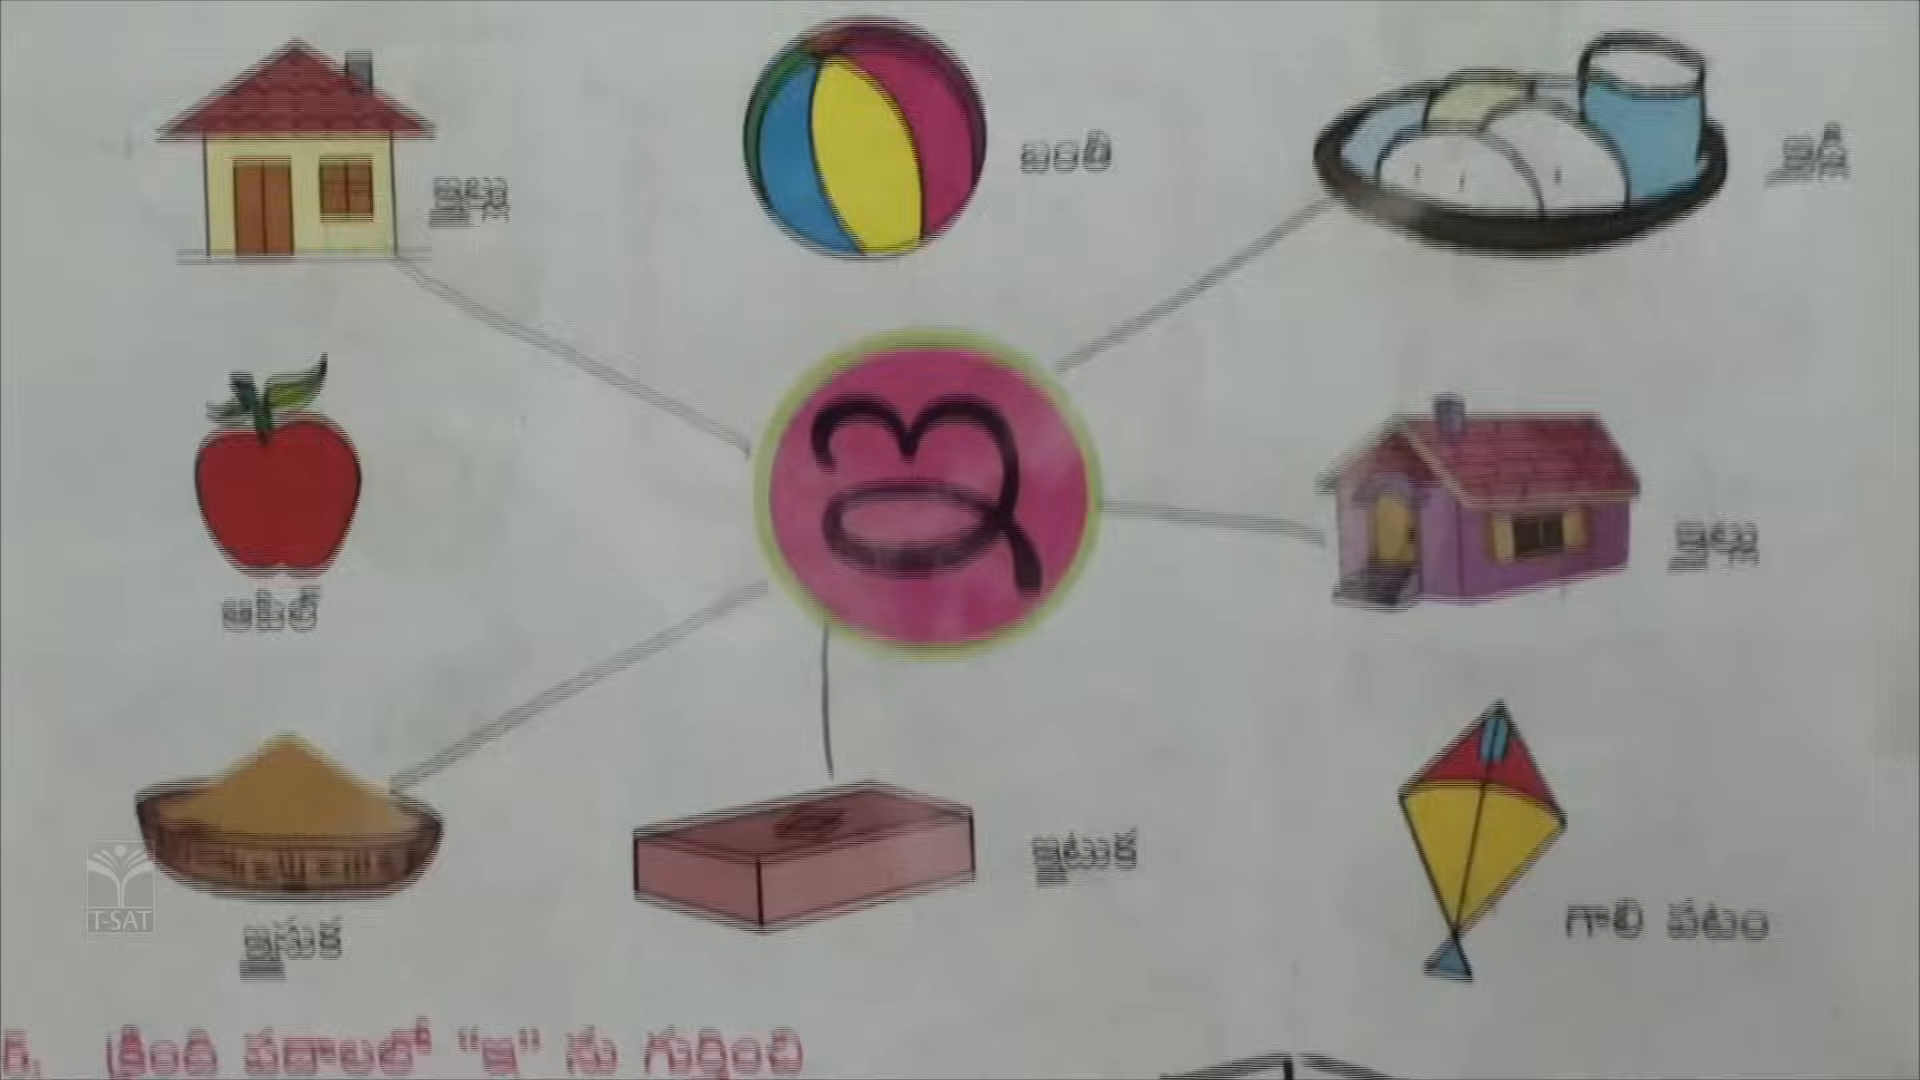 బంతి
ఇడ్లీ
ఇల్లు
ఇ
ఇల్లు
ఆపిల్
ఇటుక
గాలి పటం
T-SAT
ఇసుక
క్రింది పదాలలో "ఇ" ను గుర్తించి